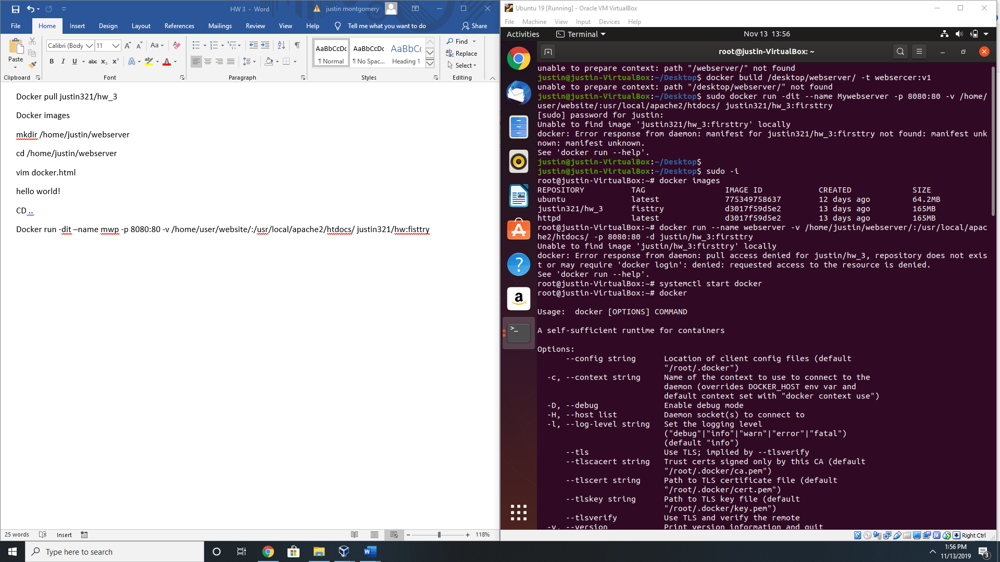 HW 3 - Word
justin montgomery
File Home Insert Design Layout References Mailings Review View Help Tell me what you want to do Share
Paste
Clipboard
Calibri (Body 11
Aa
B I U abc x₂ x²
Font
Paragraph
AaBbCcDc AaBbCcDc AaBbCc
¶ Normal ¶ No Spac... Heading 1
Styles
Find
Replace
Select
Editing
Docker pull justin321/hw_3
Docker images
mkdir /home/justin/webserver
cd /home/justin/webserver
vim docker.html
hello world!
CD ..
Docker run -dit –name mwp -p 8080:80 -v /home/user/website/:/usr/local/apache2/htdocs/ justin321/hw:fisttry
25 words Insert 118%
Ubuntu 19 [Running] - Oracle VM VirtualBox
File Machine View Input Devices Help
Activities Terminal Nov 13 13:56
root@justin-VirtualBox: ~
unable to prepare context: path "/webserver/" not found
justin@justin-VirtualBox:~/Desktop$ docker build /desktop/webserver/ -t websercer:v1
unable to prepare context: path "/desktop/webserver/" not found
justin@justin-VirtualBox:~/Desktop$ sudo docker run -dit --name Mywebserver -p 8080:80 -v /home/
user/website/:usr/local/apache2/htdocs/ justin321/hw_3:firsttry
[sudo] password for justin:
Unable to find image 'justin321/hw_3:firsttry' locally
docker: Error response from daemon: manifest for justin321/hw_3:firsttry not found: manifest unk
nown: manifest unknown.
See 'docker run --help'.
justin@justin-VirtualBox:~/Desktop$
justin@justin-VirtualBox:~/Desktop$ sudo -i
root@justin-VirtualBox:~# docker images
REPOSITORY TAG IMAGE ID CREATED SIZE
ubuntu latest 775349758637 12 days ago 64.2MB
justin321/hw_3 fisttry d3017f59d5e2 13 days ago 165MB
httpd latest d3017f59d5e2 13 days ago 165MB
root@justin-VirtualBox:~# docker run --name webserver -v /home/justin/webserver/:/usr/local/apac
he2/htdocs/ -p 8080:80 -d justin/hw_3:firsttry
Unable to find image 'justin/hw_3:firsttry' locally
docker: Error response from daemon: pull access denied for justin/hw_3, repository does not exis
t or may require 'docker login': denied: requested access to the resource is denied.
See 'docker run --help'.
root@justin-VirtualBox:~# systemctl start docker
root@justin-VirtualBox:~# docker
Usage: docker [OPTIONS] COMMAND
A self-sufficient runtime for containers
Options:
--config string Location of client config files (default
"/root/.docker")
-c, --context string Name of the context to use to connect to the
daemon (overrides DOCKER_HOST env var and
default context set with "docker context use")
-D, --debug Enable debug mode
-H, --host list Daemon socket(s) to connect to
-l, --log-level string Set the logging level
("debug"|"info"|"warn"|"error"|"fatal")
(default "info")
--tls Use TLS; implied by --tlsverify
--tlscacert string Trust certs signed only by this CA (default
"/root/.docker/ca.pem")
--tlscert string Path to TLS certificate file (default
"/root/.docker/cert.pem")
--tlskey string Path to TLS key file (default
"/root/.docker/key.pem")
--tlsverify Use TLS and verify the remote
-v, --version Print version information and quit
Right Ctrl
Type here to search
1:56 PM
11/13/2019
3